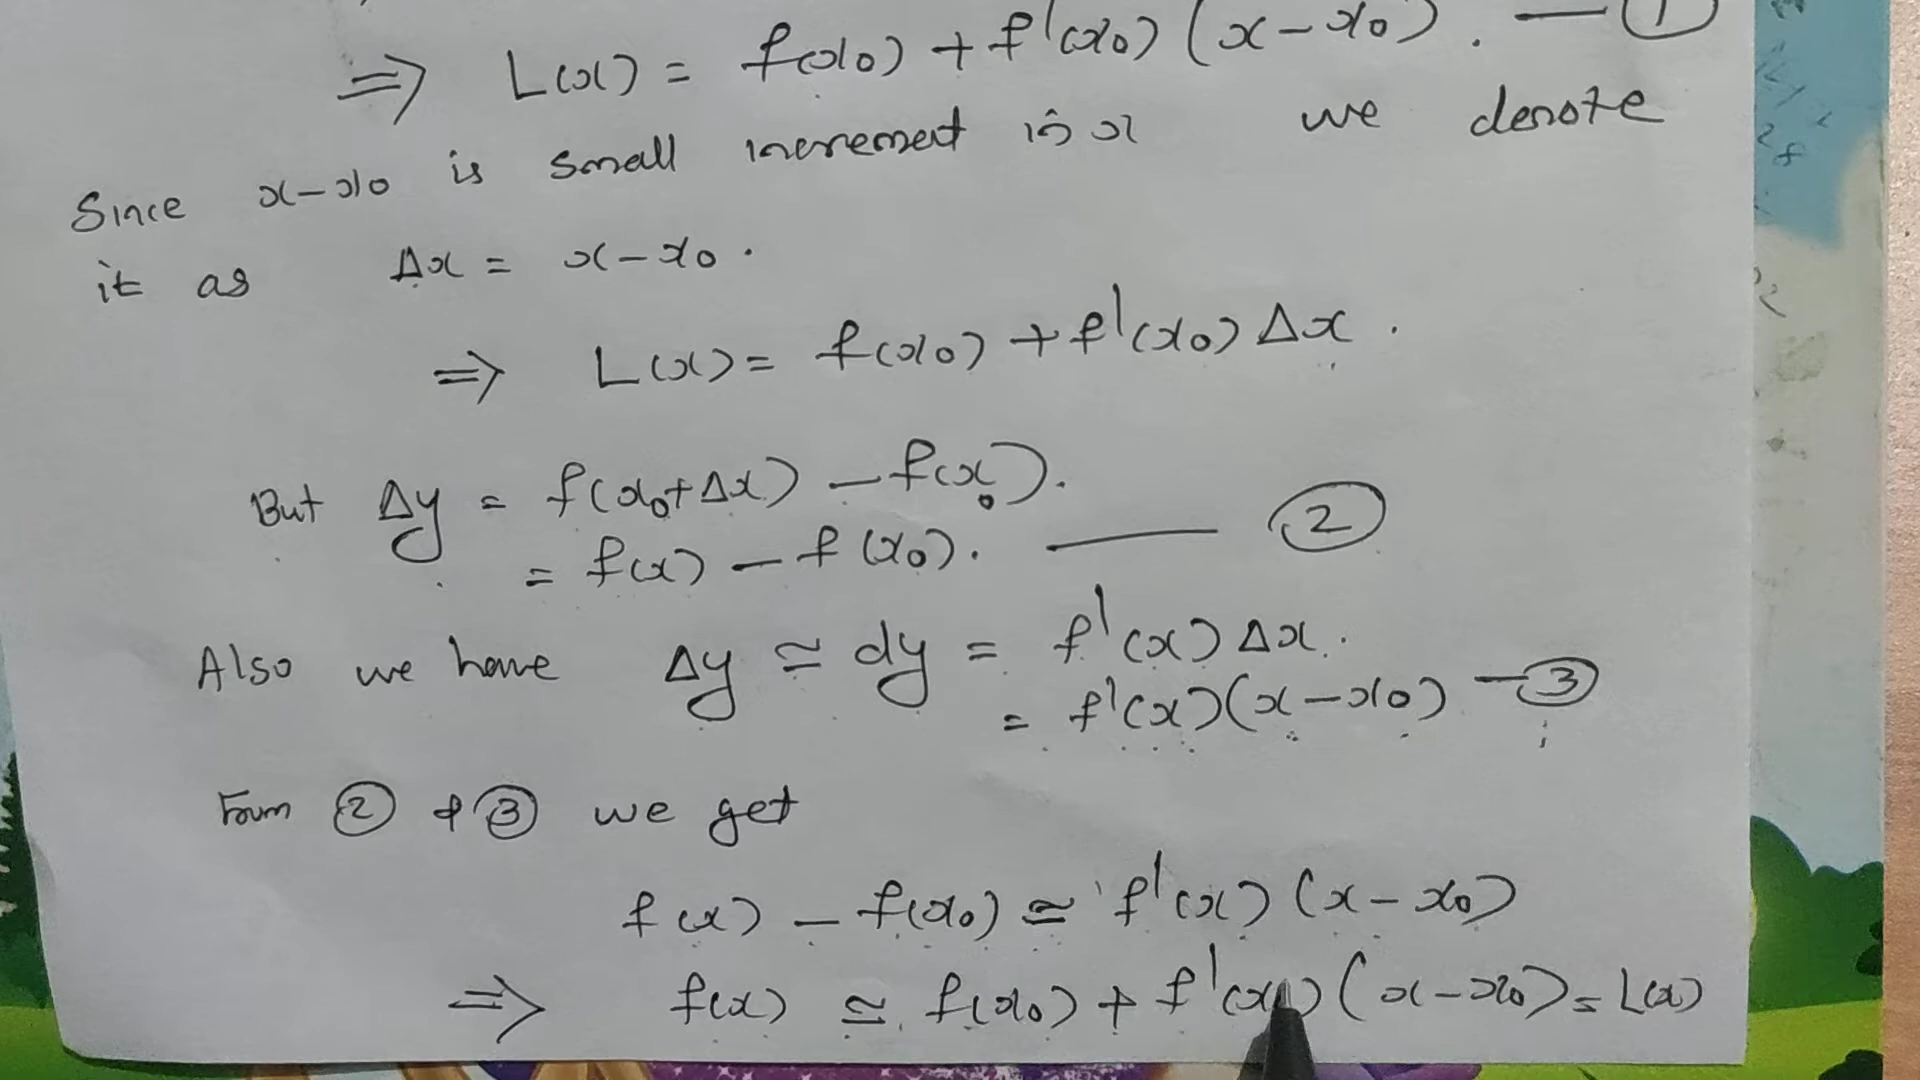 ⇒ L(x) = f(x₀) + f'(x₀) (x-x₀). — ①
Since x-x₀ is small increment in x we denote
it as Δx = x-x₀.
⇒ L(x) = f(x₀) + f'(x₀) Δx.
But Δy = f(x₀+Δx) - f(x₀).
= f(x) - f(x₀). — ②
Also we have Δy ≃ dy = f'(x) Δx.
= f'(x)(x-x₀) — ③
From ② & ③ we get
f(x) - f(x₀) ≃ f'(x) (x-x₀)
⇒ f(x) ≃ f(x₀) + f'(x₀) (x-x₀) = L(x)